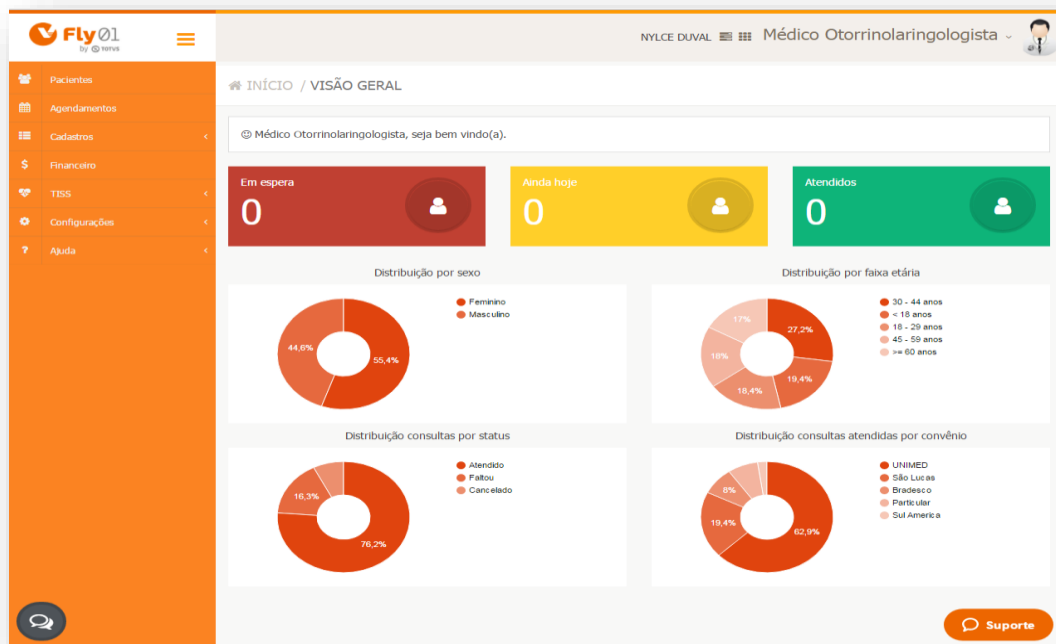 Fly01
by TOTVS
NYLCE DUVAL
Médico Otorrinolaringologista
Pacientes
Agendamentos
Cadastros
Financeiro
TISS
Configurações
Ajuda
INÍCIO / VISÃO GERAL
Médico Otorrinolaringologista, seja bem vindo(a).
Em espera
0
Ainda hoje
0
Atendidos
0
Distribuição por sexo
44,6%
55,4%
Feminino
Masculino
Distribuição por faixa etária
17%
27,2%
18%
19,4%
18,4%
30 - 44 anos
< 18 anos
18 - 29 anos
45 - 59 anos
>= 60 anos
Distribuição consultas por status
16,3%
76,2%
Atendido
Faltou
Cancelado
Distribuição consultas atendidas por convênio
8%
19,4%
62,9%
UNIMED
São Lucas
Bradesco
Particular
Sul America
Suporte